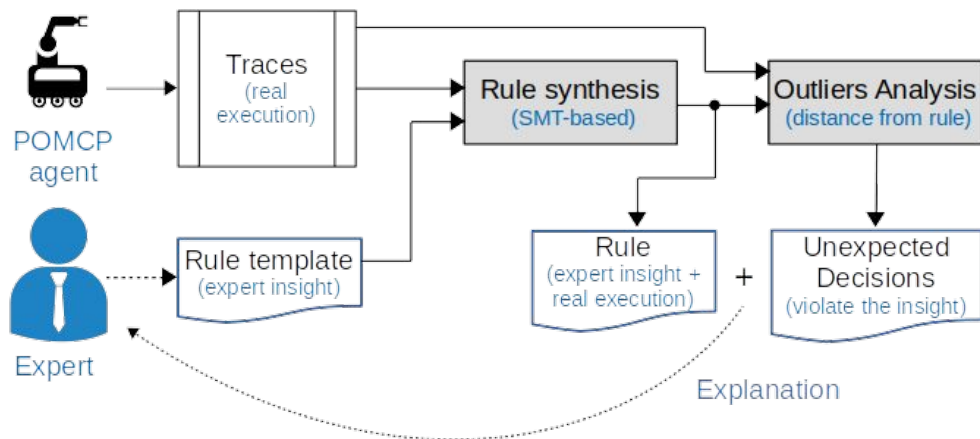 POMCP
agent
Traces
(real
execution)
Rule synthesis
(SMT-based)
Outliers Analysis
(distance from rule)
Expert
Rule template
(expert insight)
Rule
(expert insight +
real execution)
+
Unexpected
Decisions
(violate the insight)
Explanation